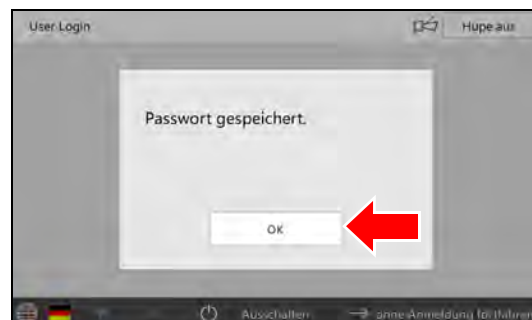 User Login
Hupe aus
Passwort gespeichert.
OK
Ausschalten
ohne Anmeldung fortfahren